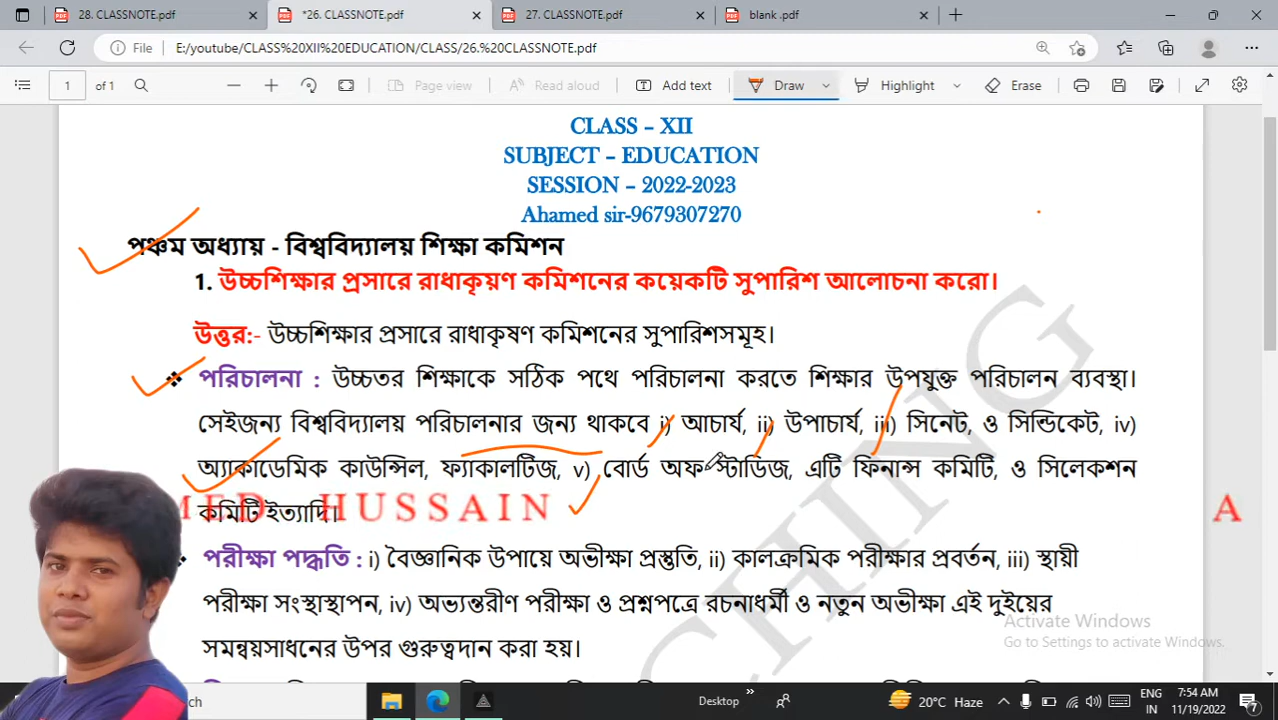 28. CLASSNOTE.pdf *26. CLASSNOTE.pdf 27. CLASSNOTE.pdf blank .pdf
File E:/youtube/CLASS%20XII%20EDUCATION/CLASS/26.%20CLASSNOTE.pdf
1 of 1 Page view Read aloud Add text Draw Highlight Erase
CLASS – XII
SUBJECT – EDUCATION
SESSION – 2022-2023
Ahamed sir-9679307270
পঞ্চম অধ্যায় - বিশ্ববিদ্যালয় শিক্ষা কমিশন
1. উচ্চশিক্ষার প্রসারে রাধাকৃয়ণ কমিশনের কয়েকটি সুপারিশ আলোচনা করো।
উত্তর:- উচ্চশিক্ষার প্রসারে রাধাকৃষণ কমিশনের সুপারিশসমূহ।
❖ পরিচালনা : উচ্চতর শিক্ষাকে সঠিক পথে পরিচালনা করতে শিক্ষার উপযুক্ত পরিচালন ব্যবস্থা।
সেইজন্য বিশ্ববিদ্যালয় পরিচালনার জন্য থাকবে i) আচার্য, ii) উপাচার্য, iii) সিনেট, ও সিন্ডিকেট, iv)
অ্যাকাডেমিক কাউন্সিল, ফ্যাকালটিজ, v) বোর্ড অফ স্টাডিজ, এটি ফিনান্স কমিটি, ও সিলেকশন
কমিটি ইত্যাদি।
MED HUSSAIN CHING A
পরীক্ষা পদ্ধতি : i) বৈজ্ঞানিক উপায়ে অভীক্ষা প্রস্তুতি, ii) কালক্রমিক পরীক্ষার প্রবর্তন, iii) স্থায়ী
পরীক্ষা সংস্থাস্থাপন, iv) অভ্যন্তরীণ পরীক্ষা ও প্রশ্নপত্রে রচনাধর্মী ও নতুন অভীক্ষা এই দুইয়ের
সমন্বয়সাধনের উপর গুরুত্বদান করা হয়।
Activate Windows
Go to Settings to activate Windows.
rch Desktop 20°C Haze ENG IN 7:54 AM 11/19/2022 7